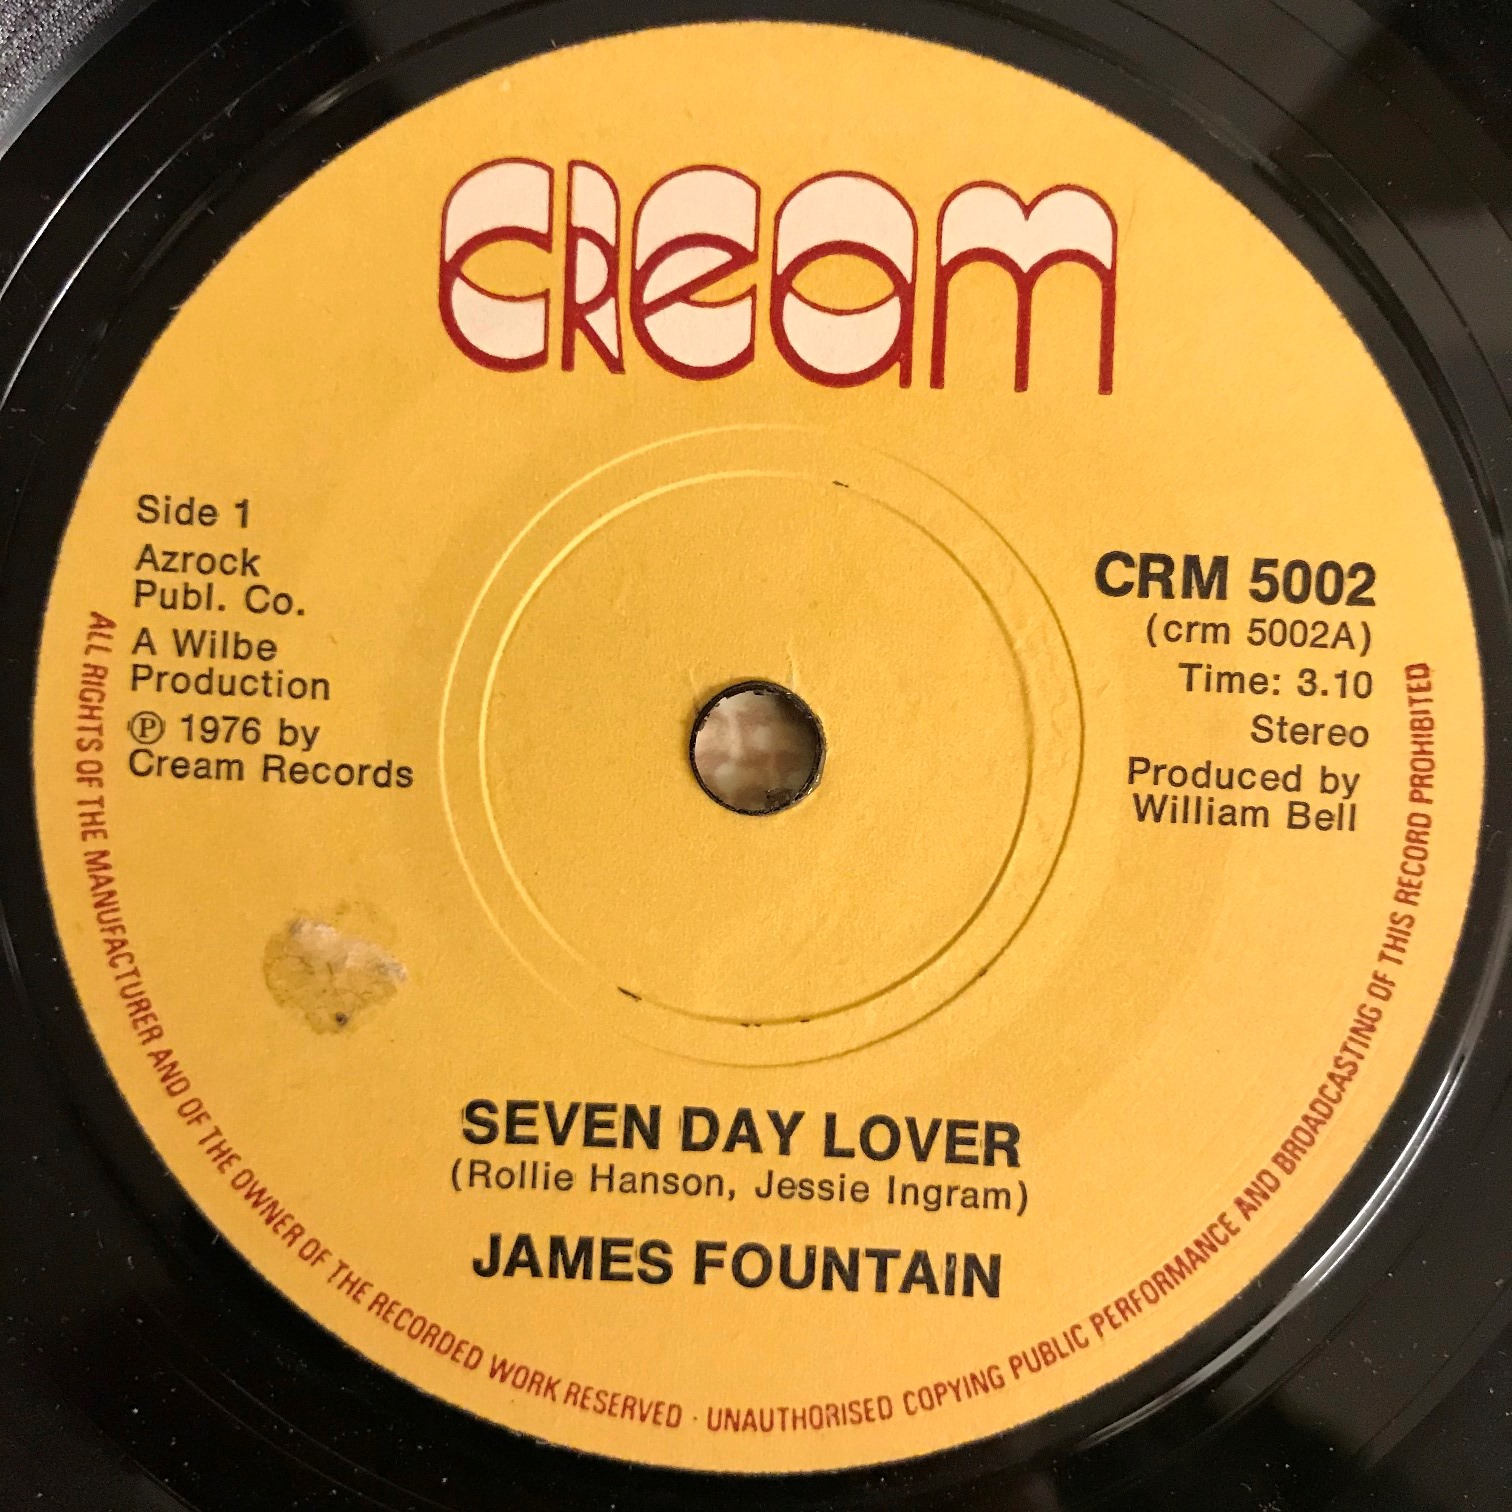 CREAM
Side 1
Azrock
Publ. Co.
A Wilbe
Production
℗ 1976 by
Cream Records
CRM 5002
(crm 5002A)
Time: 3.10
Stereo
Produced by
William Bell
SEVEN DAY LOVER
(Rollie Hanson, Jessie Ingram)
JAMES FOUNTAIN
ALL RIGHTS OF THE MANUFACTURER AND OF THE OWNER OF THE RECORDED WORK RESERVED · UNAUTHORISED COPYING PUBLIC PERFORMANCE AND BROADCASTING OF THIS RECORD PROHIBITED